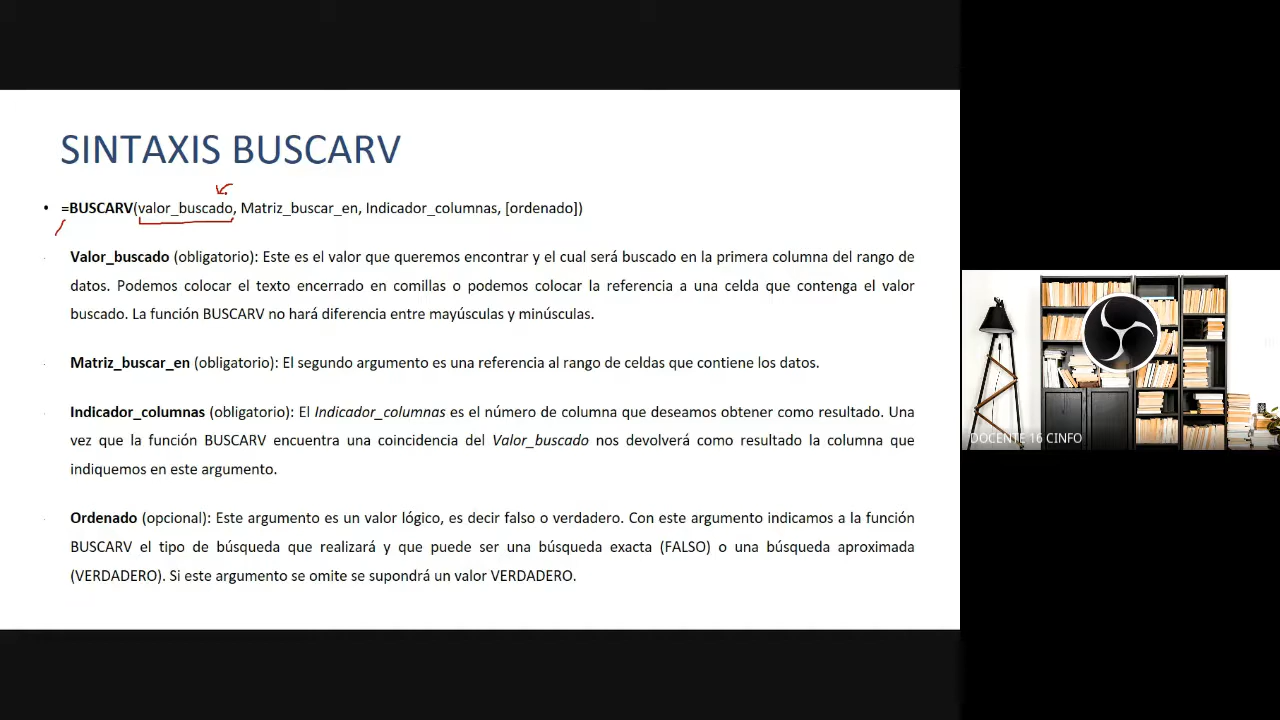 SINTAXIS BUSCARV
• =BUSCARV(valor_buscado, Matriz_buscar_en, Indicador_columnas, [ordenado])
Valor_buscado (obligatorio): Este es el valor que queremos encontrar y el cual será buscado en la primera columna del rango de
datos. Podemos colocar el texto encerrado en comillas o podemos colocar la referencia a una celda que contenga el valor
buscado. La función BUSCARV no hará diferencia entre mayúsculas y minúsculas.
Matriz_buscar_en (obligatorio): El segundo argumento es una referencia al rango de celdas que contiene los datos.
Indicador_columnas (obligatorio): El Indicador_columnas es el número de columna que deseamos obtener como resultado. Una
vez que la función BUSCARV encuentra una coincidencia del Valor_buscado nos devolverá como resultado la columna que
indiquemos en este argumento.
Ordenado (opcional): Este argumento es un valor lógico, es decir falso o verdadero. Con este argumento indicamos a la función
BUSCARV el tipo de búsqueda que realizará y que puede ser una búsqueda exacta (FALSO) o una búsqueda aproximada
(VERDADERO). Si este argumento se omite se supondrá un valor VERDADERO.
DOCENTE 16 CINFO